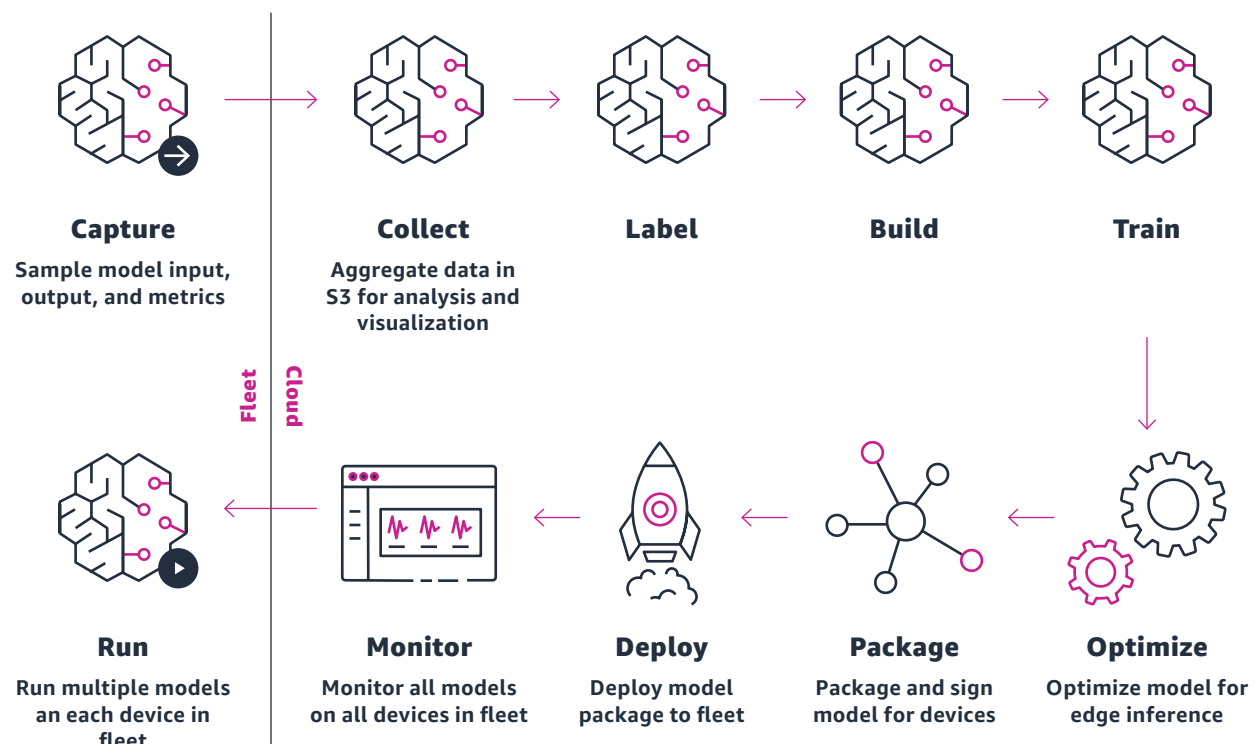 Capture
Sample model input,
output, and metrics
Collect
Aggregate data in
S3 for analysis and
visualization
Label
Build
Train
Fleet
Cloud
Run
Run multiple models
an each device in
fleet
Monitor
Monitor all models
on all devices in fleet
Deploy
Deploy model
package to fleet
Package
Package and sign
model for devices
Optimize
Optimize model for
edge inference